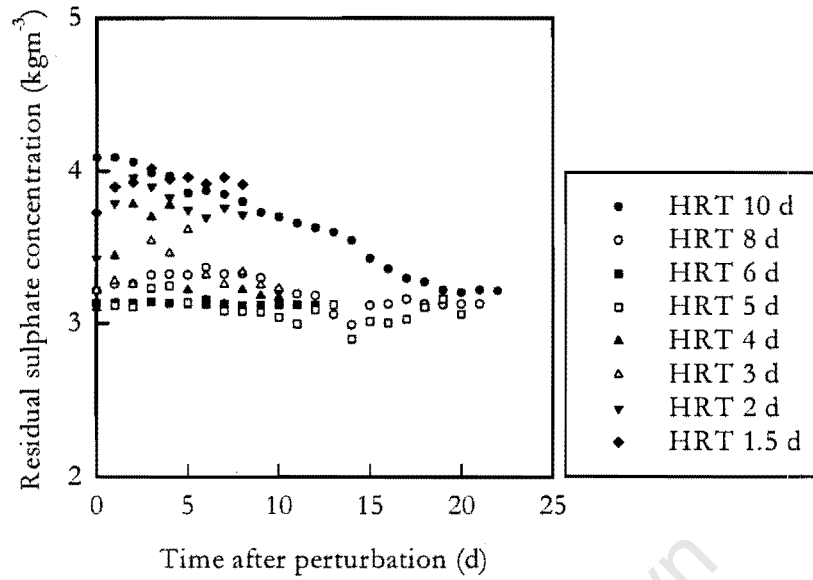 Residual sulphate concentration (kgm-3)
5
4
3
2
0
5
10
15
20
25
Time after perturbation (d)
HRT 10 d
HRT 8 d
HRT 6 d
HRT 5 d
HRT 4 d
HRT 3 d
HRT 2 d
HRT 1.5 d